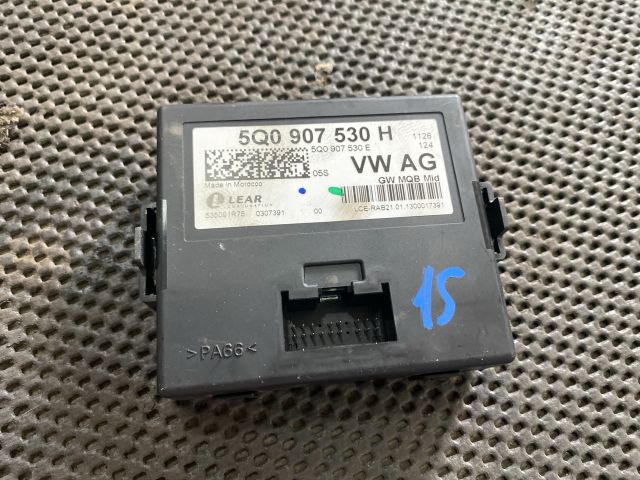 5Q0 907 530 H 1126
5Q0 907 530 E 124
05S VW AG
Made in Morocco GW MQB Mid
LEAR
CORPORATION
535091R75 0307391 00 LCE-RAB21.01.1300017391
15
>PA66<